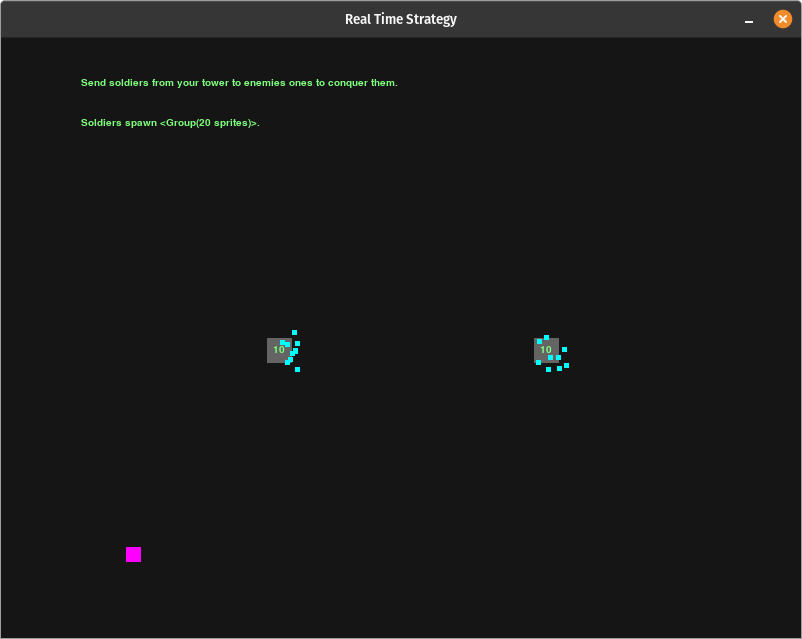 Real Time Strategy
Send soldiers from your tower to enemies ones to conquer them.
Soldiers spawn <Group(20 sprites)>.
10
10